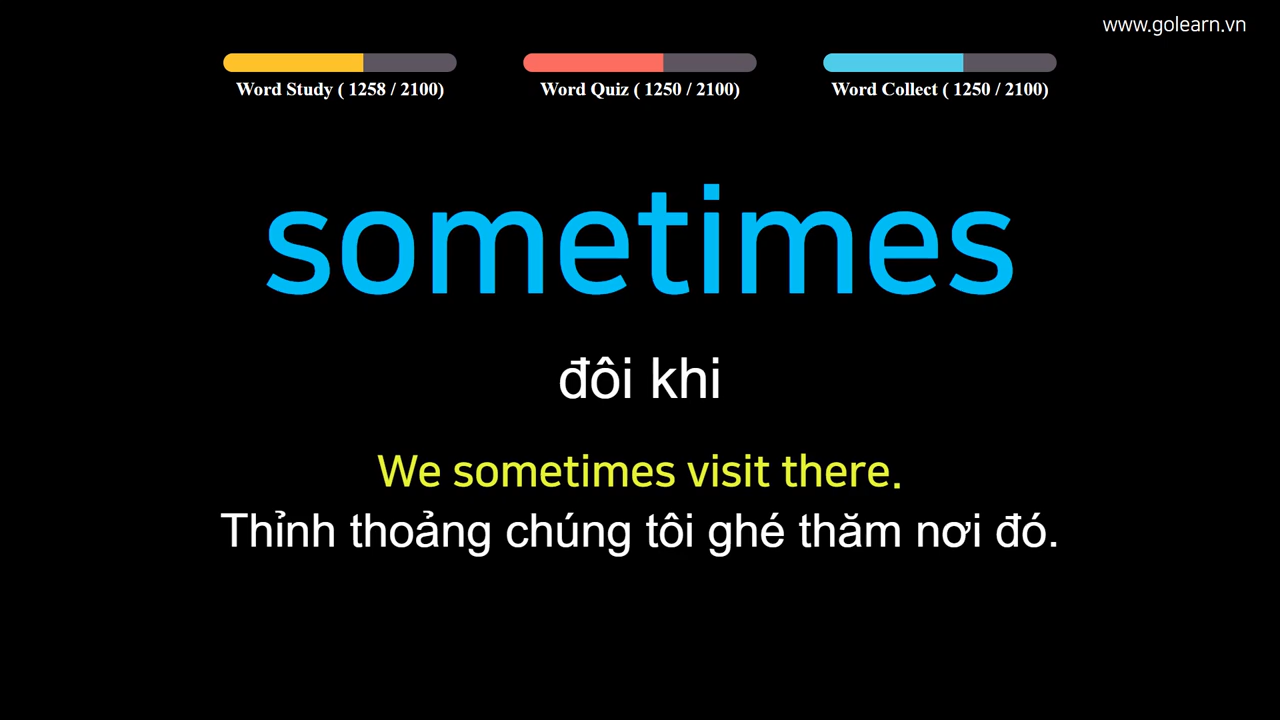 www.golearn.vn
Word Study ( 1258 / 2100)
Word Quiz ( 1250 / 2100)
Word Collect ( 1250 / 2100)
sometimes
đôi khi
We sometimes visit there.
Thỉnh thoảng chúng tôi ghé thăm nơi đó.